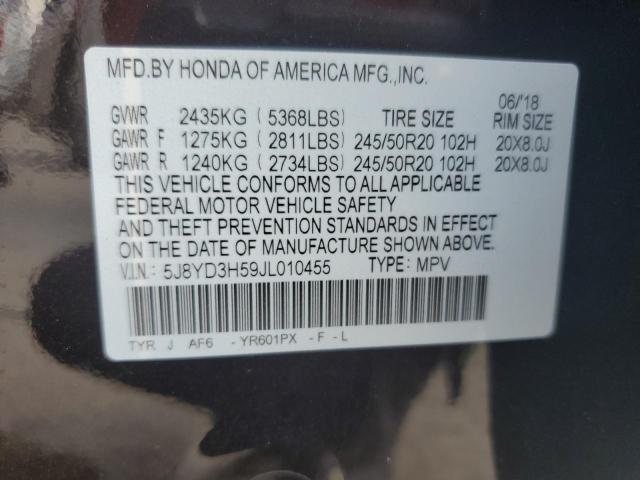 MFD.BY HONDA OF AMERICA MFG.,INC.
06/'18
GVWR 2435KG ( 5368LBS) TIRE SIZE RIM SIZE
GAWR F 1275KG ( 2811LBS) 245/50R20 102H 20X8.0J
GAWR R 1240KG ( 2734LBS) 245/50R20 102H 20X8.0J
THIS VEHICLE CONFORMS TO ALL APPLICABLE
FEDERAL MOTOR VEHICLE SAFETY
AND THEFT PREVENTION STANDARDS IN EFFECT
ON THE DATE OF MANUFACTURE SHOWN ABOVE.
V.I.N.: 5J8YD3H59JL010455 TYPE: MPV
TYR J AF6 -YR601PX -F -L